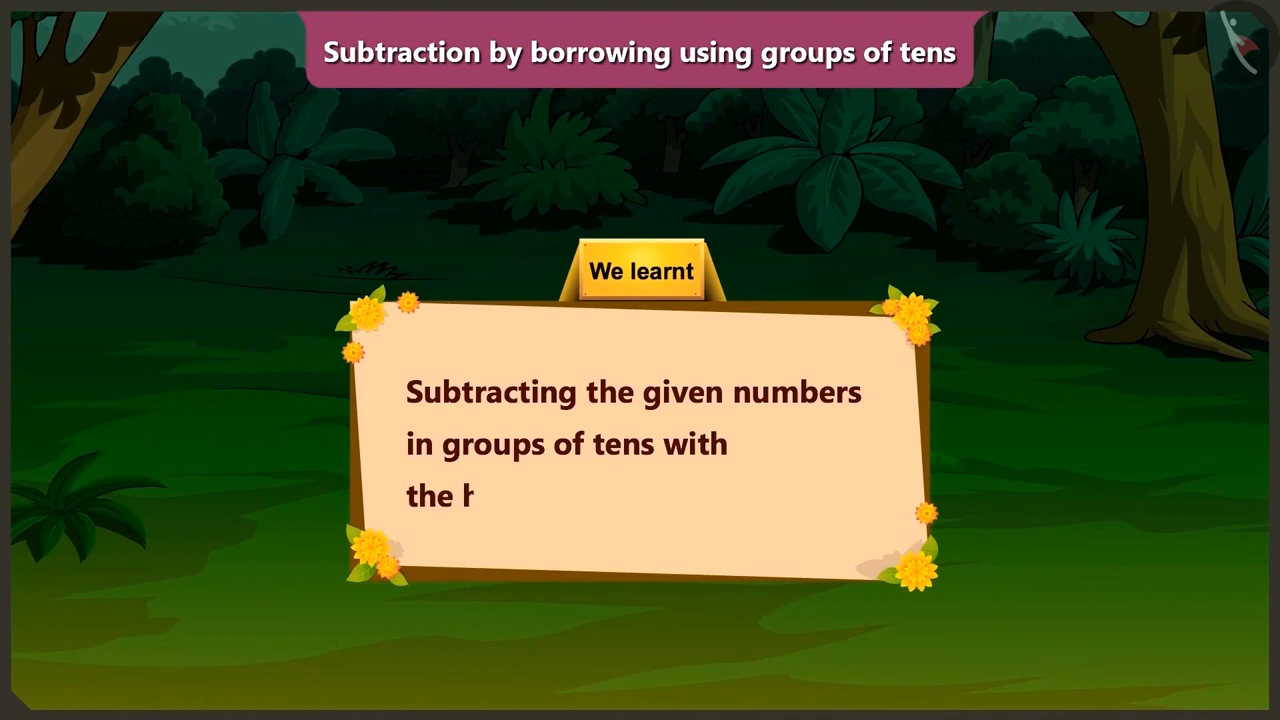 Subtraction by borrowing using groups of tens
We learnt
Subtracting the given numbers
in groups of tens with
the